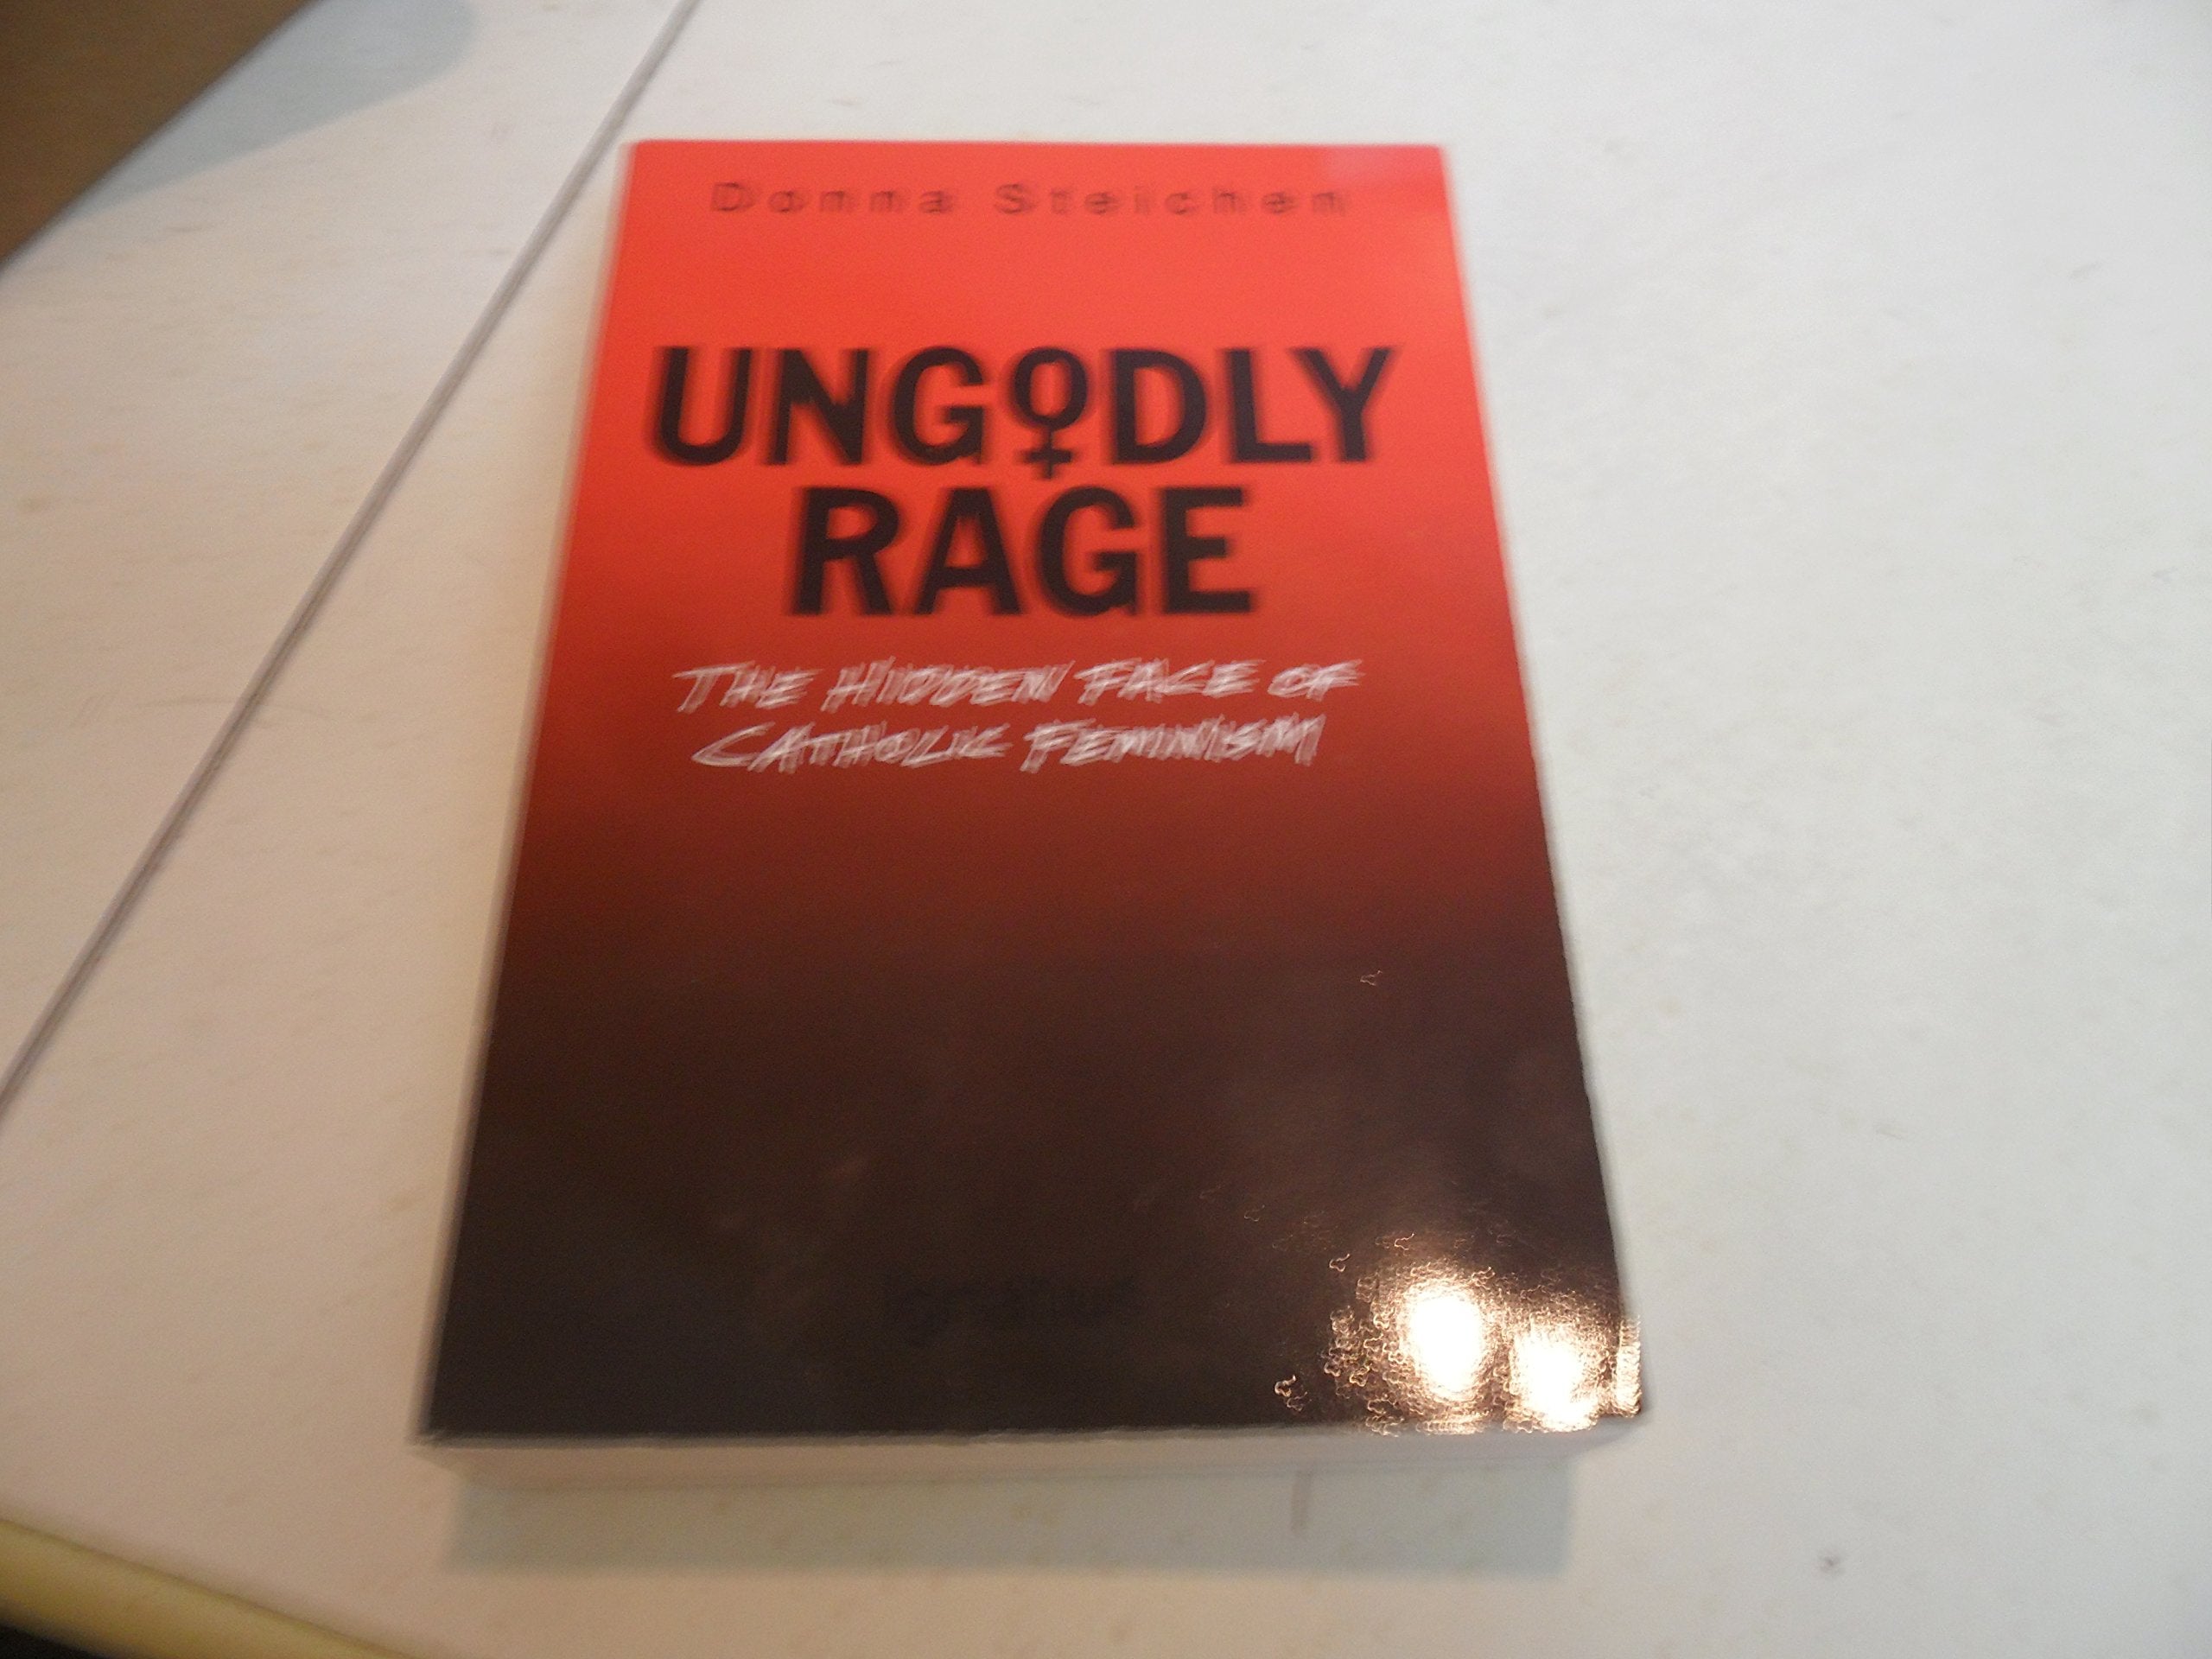 Donna Steichen
UNGODLY
RAGE
THE HIDDEN FACE OF
CATHOLIC FEMINISM